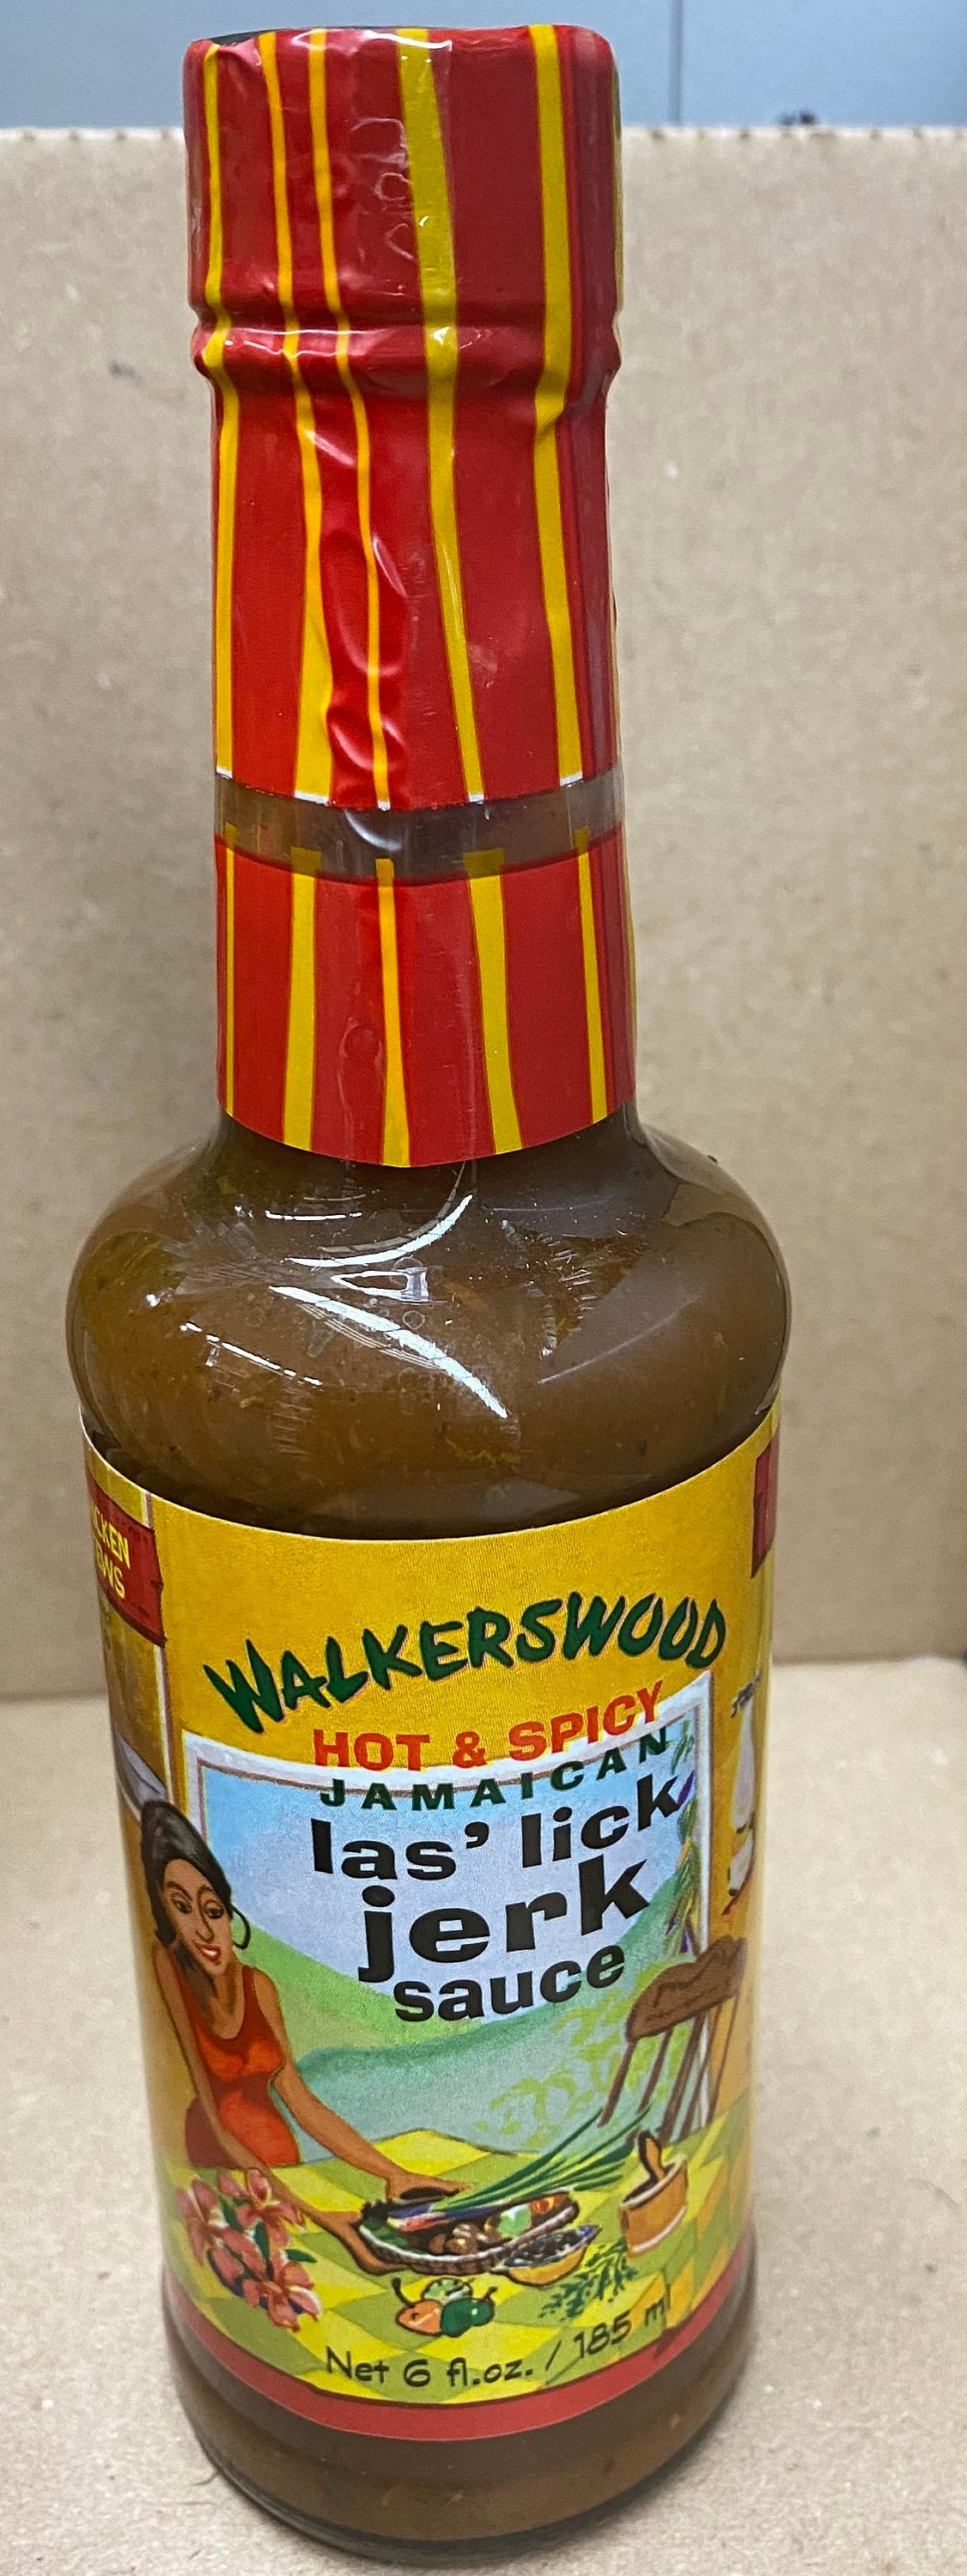 WALKERSWOOD
HOT & SPICY
JAMAICAN
las' lick
jerk
sauce
Net 6 fl.oz. / 185 ml